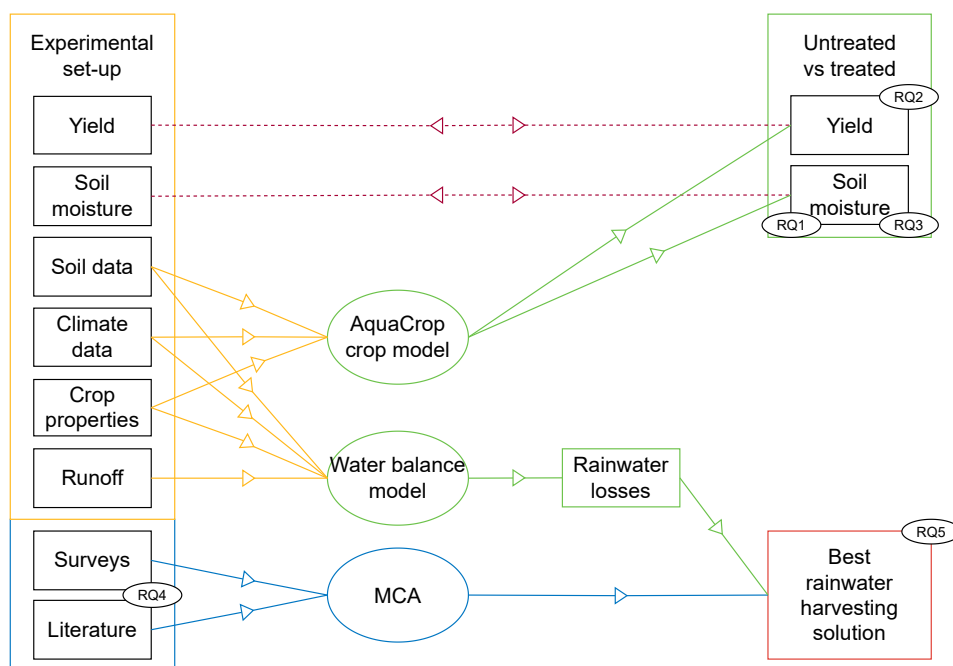 Experimental
set-up
Yield
Soil
moisture
Soil data
Climate
data
Crop
properties
Runoff
Surveys
RQ4
Literature
AquaCrop
crop model
Water balance
model
MCA
Rainwater
losses
Untreated
vs treated
RQ2
Yield
Soil
moisture
RQ1
RQ3
RQ5
Best
rainwater
harvesting
solution